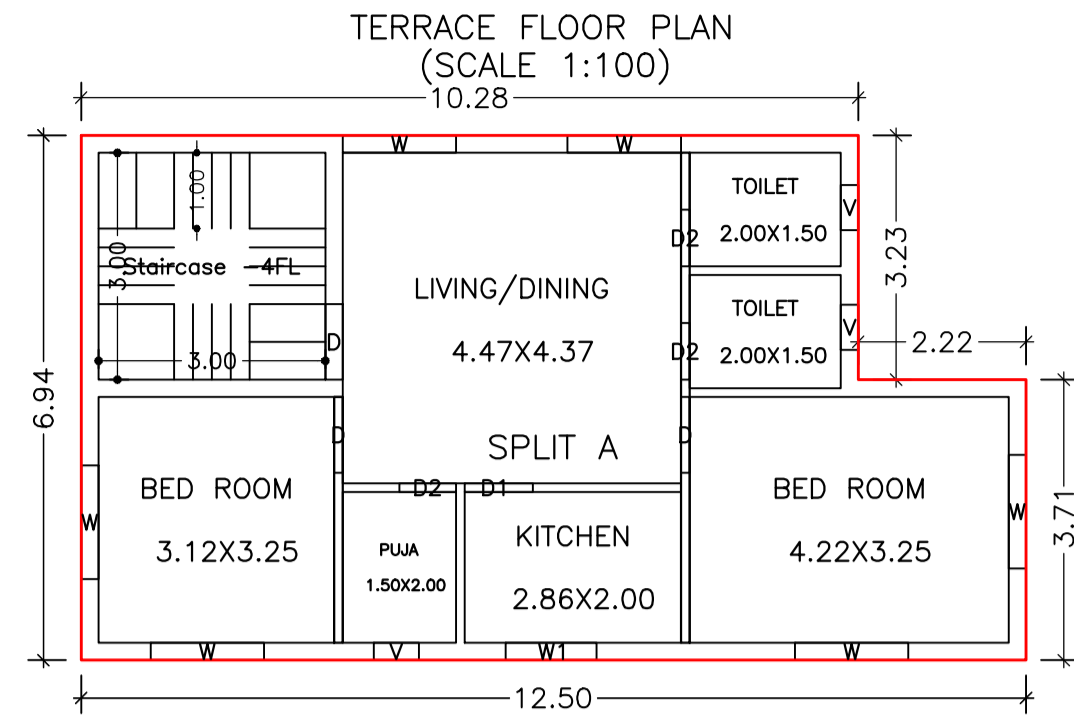 TERRACE FLOOR PLAN
(SCALE 1:100)
10.28
W
W
TOILET
2.00X1.50
V
1.00
3.00
Staircase -4FL
D2
3.23
LIVING/DINING
4.47X4.37
TOILET
2.00X1.50
V
D2
2.22
D
3.00
6.94
D
SPLIT A
D
BED ROOM
3.12X3.25
W
D2
D1
PUJA
1.50X2.00
KITCHEN
2.86X2.00
BED ROOM
4.22X3.25
W
3.71
W
V
W1
W
12.50